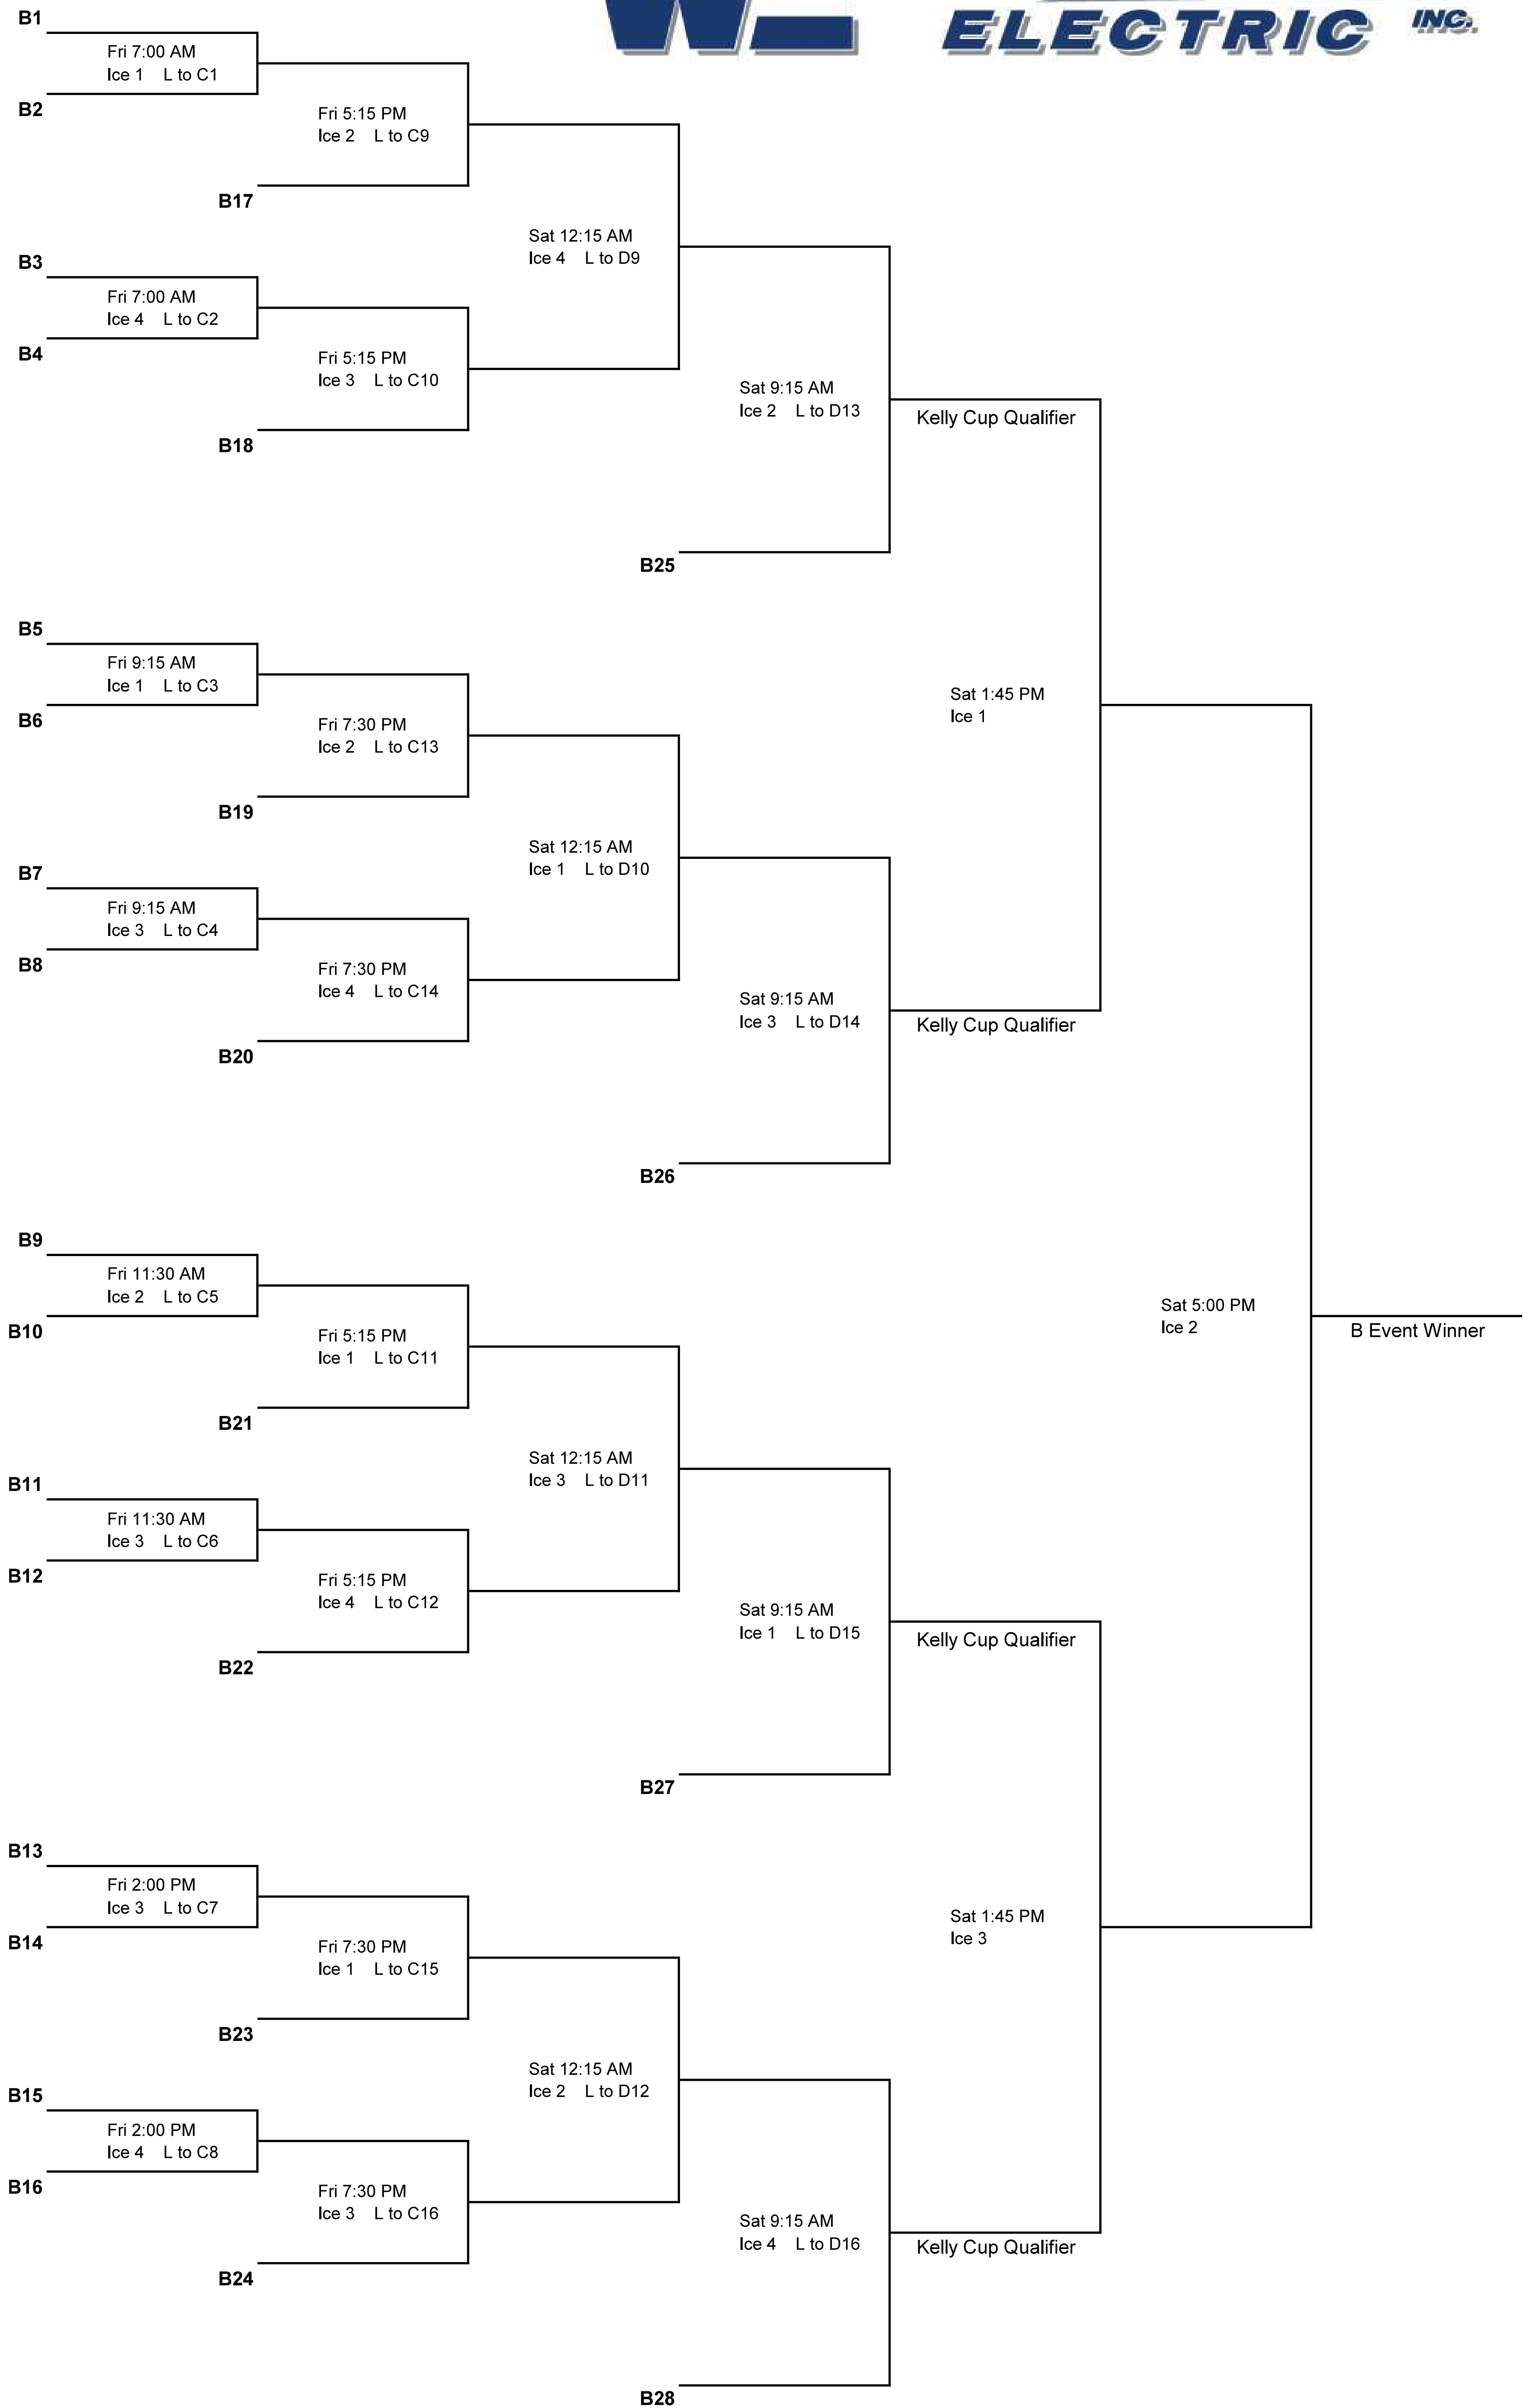 ELECTRIC INC.
B1
Fri 7:00 AM
Ice 1 L to C1
B2
Fri 5:15 PM
Ice 2 L to C9
B17
Sat 12:15 AM
Ice 4 L to D9
B3
Fri 7:00 AM
Ice 4 L to C2
B4
Fri 5:15 PM
Ice 3 L to C10
B18
Sat 9:15 AM
Ice 2 L to D13
Kelly Cup Qualifier
B25
B5
Fri 9:15 AM
Ice 1 L to C3
B6
Sat 1:45 PM
Ice 1
Fri 7:30 PM
Ice 2 L to C13
B19
Sat 12:15 AM
Ice 1 L to D10
B7
Fri 9:15 AM
Ice 3 L to C4
B8
Fri 7:30 PM
Ice 4 L to C14
B20
Sat 9:15 AM
Ice 3 L to D14
Kelly Cup Qualifier
B26
B9
Fri 11:30 AM
Ice 2 L to C5
B10
Sat 5:00 PM
Ice 2
B Event Winner
Fri 5:15 PM
Ice 1 L to C11
B21
Sat 12:15 AM
Ice 3 L to D11
B11
Fri 11:30 AM
Ice 3 L to C6
B12
Fri 5:15 PM
Ice 4 L to C12
B22
Sat 9:15 AM
Ice 1 L to D15
Kelly Cup Qualifier
B27
B13
Fri 2:00 PM
Ice 3 L to C7
B14
Sat 1:45 PM
Ice 3
Fri 7:30 PM
Ice 1 L to C15
B23
Sat 12:15 AM
Ice 2 L to D12
B15
Fri 2:00 PM
Ice 4 L to C8
B16
Fri 7:30 PM
Ice 3 L to C16
B24
Sat 9:15 AM
Ice 4 L to D16
Kelly Cup Qualifier
B28